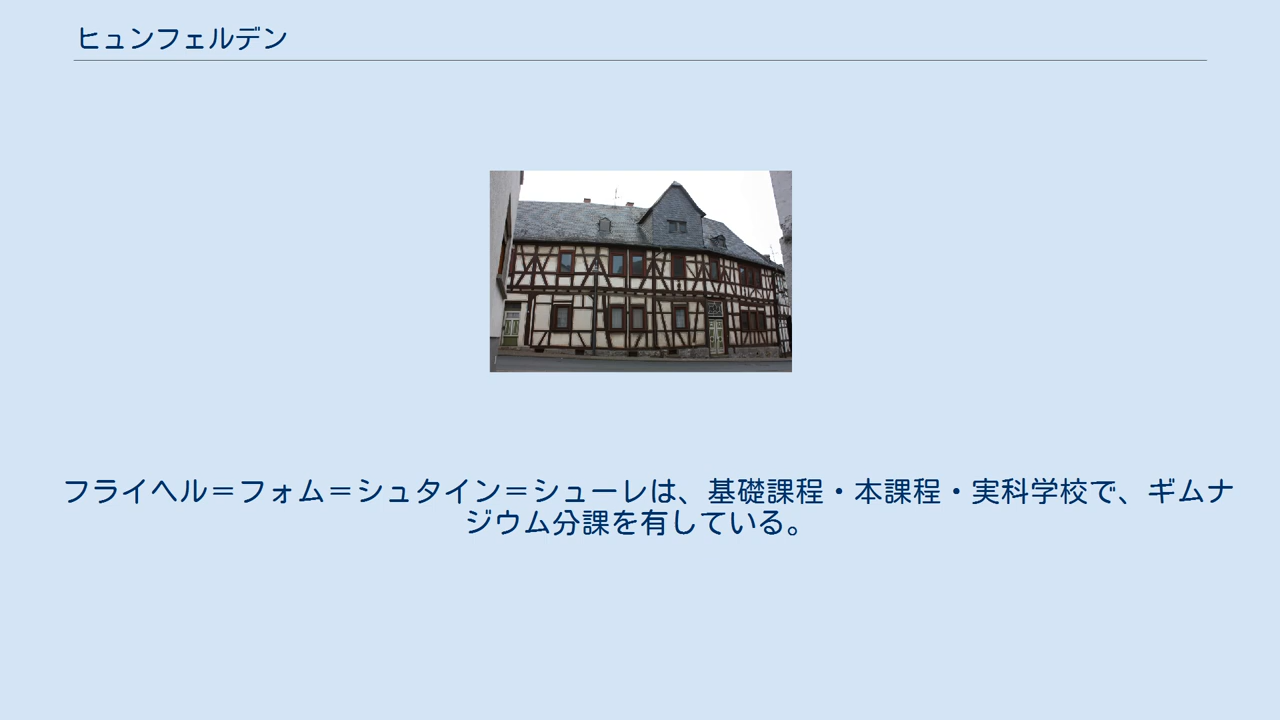 ヒュンフェルデン
フライヘル＝フォム＝シュタイン＝シューレは、基礎課程・本課程・実科学校で、ギムナ
ジウム分課を有している。